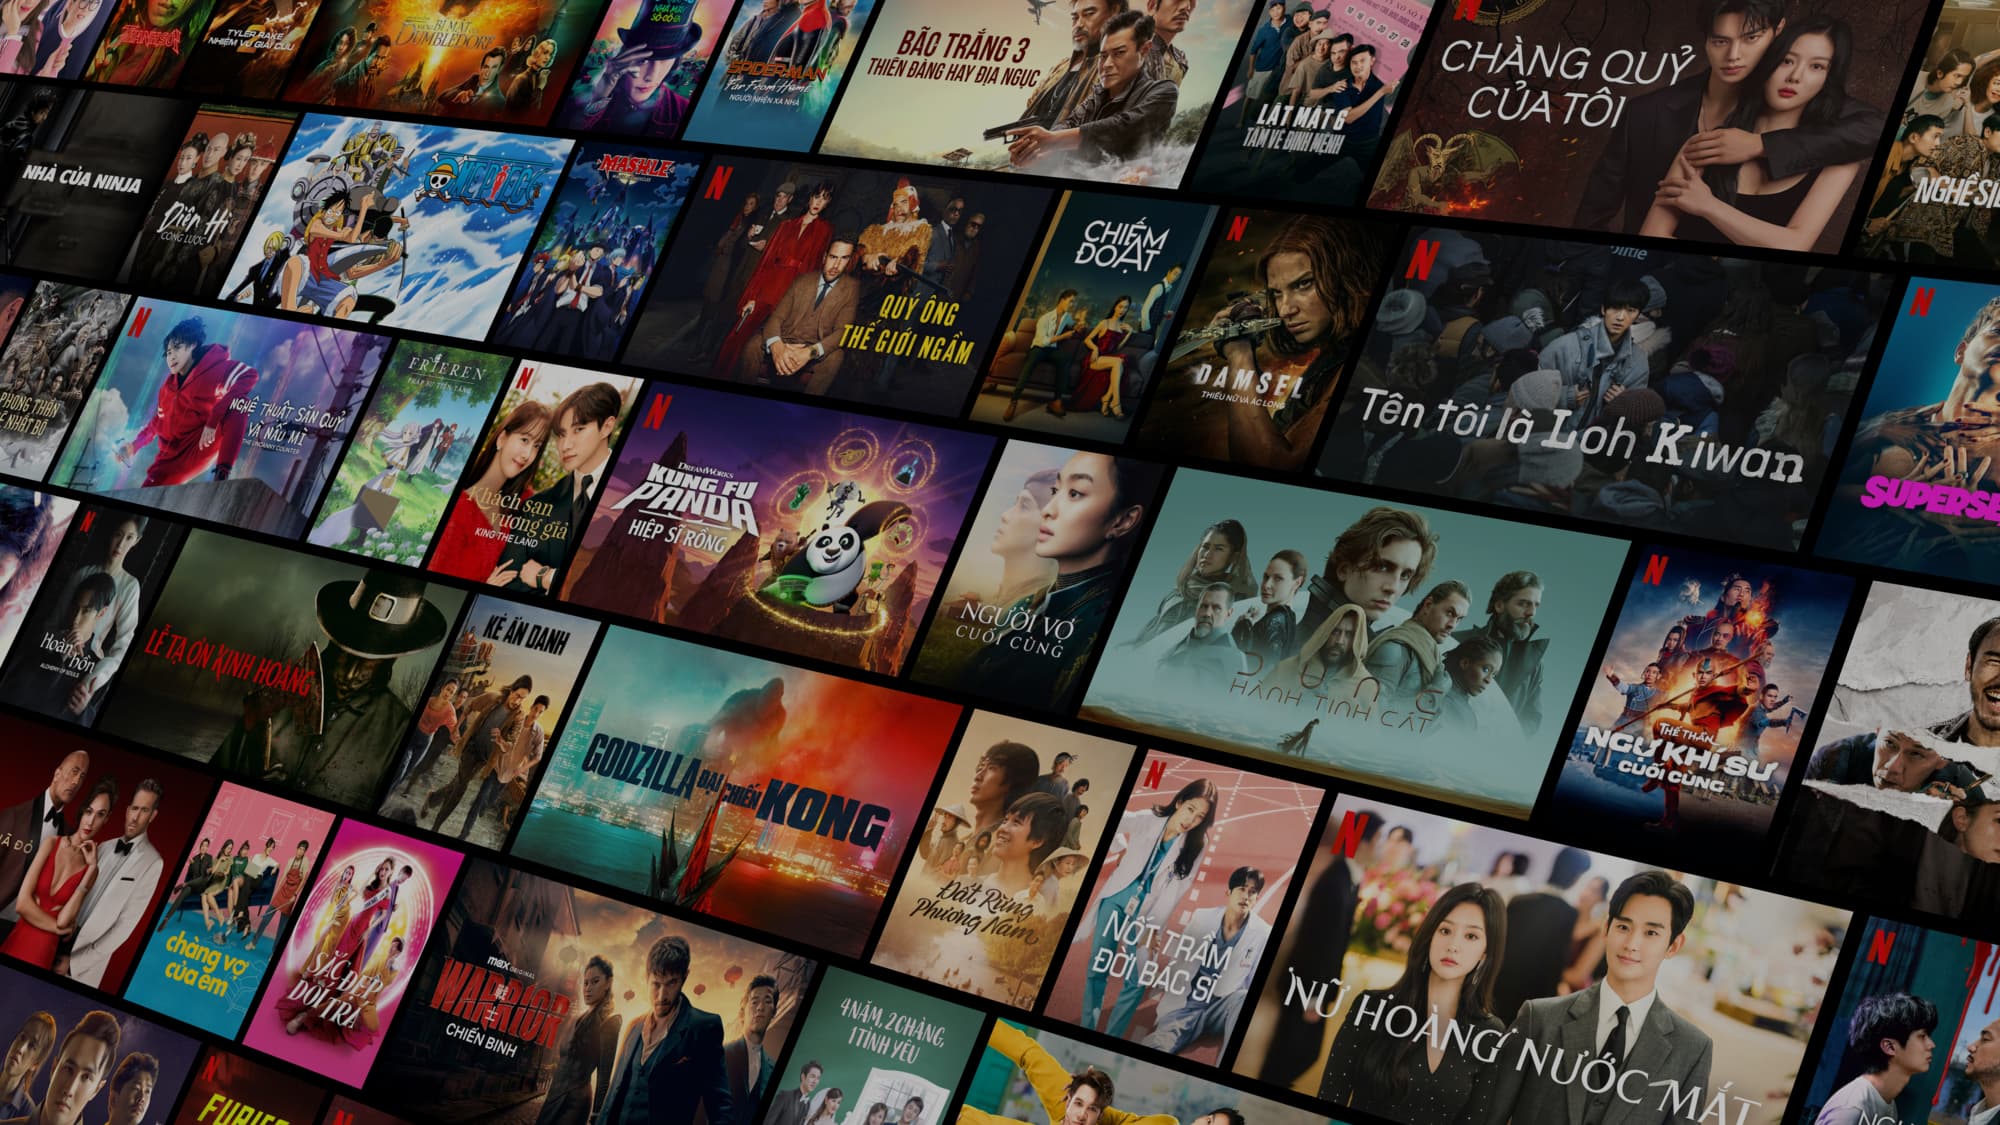 TYLER RAKE
NHIỆM VỤ GIẢI CỨU
BÍ MẬT
DUMBLEDORE
SPIDER-MAN
Far From Home
NGƯỜI NHỆN XA NHÀ
BÃO TRẮNG 3
THIÊN ĐÀNG HAY ĐỊA NGỤC
LẬT MẶT 6
TẤM VÉ ĐỊNH MỆNH
N
CHÀNG QUỶ
CỦA TÔI
NHÀ CỦA NINJA
Diên Hi
CÔNG LƯỢC
ONE PIECE
MASHLE
N
QUÝ ÔNG
THẾ GIỚI NGẦM
CHIẾM
ĐOẠT
N
DAMSEL
THIẾU NỮ VÀ ÁC LONG
N
Tên tôi là Loh Kiwan
N
PHONG THẦN
ĐỆ NHẤT BỘ
N
NGHỆ THUẬT SĂN QUỶ
VÀ NẤU MÌ
THE UNCANNY COUNTER
FRIEREN
PHÁP SƯ TIỄN TÁNG
N
Khách sạn
vương giả
KING THE LAND
N
DREAMWORKS
KUNG FU
PANDA
HIỆP SĨ RỒNG
NGƯỜI VỢ
CUỐI CÙNG
DUNE
HÀNH TINH CÁT
N
THẾ THẦN
NGỰ KHÍ SƯ
CUỐI CÙNG
N
Hoàn hồn
ALCHEMY OF SOULS
LỄ TẠ ƠN KINH HOÀNG
KẺ ẨN DANH
GODZILLA ĐẠI CHIẾN KONG
Đất Rừng
Phương Nam
N
NỐT TRẦM
ĐỜI BÁC SĨ
N
NỮ HOÀNG NƯỚC MẮT
N
chàng vợ
của em
SẮC ĐẸP
DỐI TRÁ
max ORIGINAL
WARRIOR
CHIẾN BINH
4 NĂM, 2 CHÀNG,
1 TÌNH YÊU
N
N